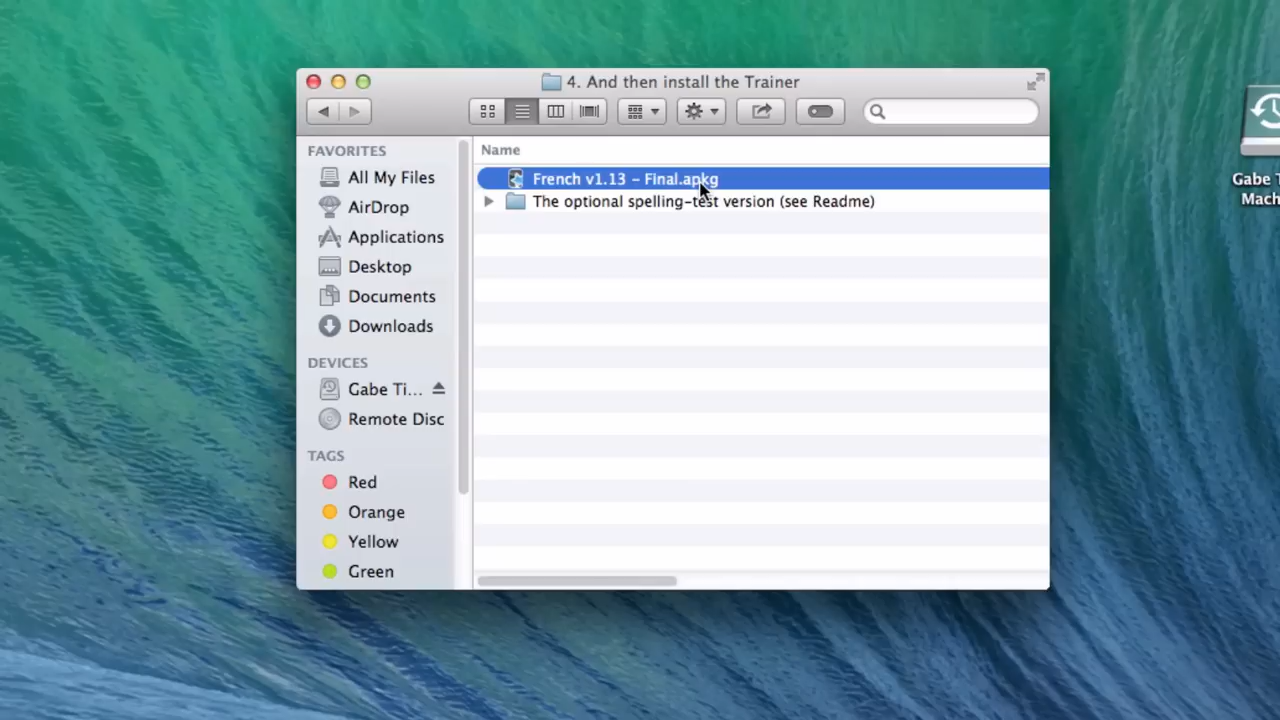 4. And then install the Trainer
FAVORITES
All My Files
AirDrop
Applications
Desktop
Documents
Downloads
DEVICES
Gabe Ti...
Remote Disc
TAGS
Red
Orange
Yellow
Green
Name
French v1.13 – Final.apkg
The optional spelling-test version (see Readme)
Gabe T
Mach